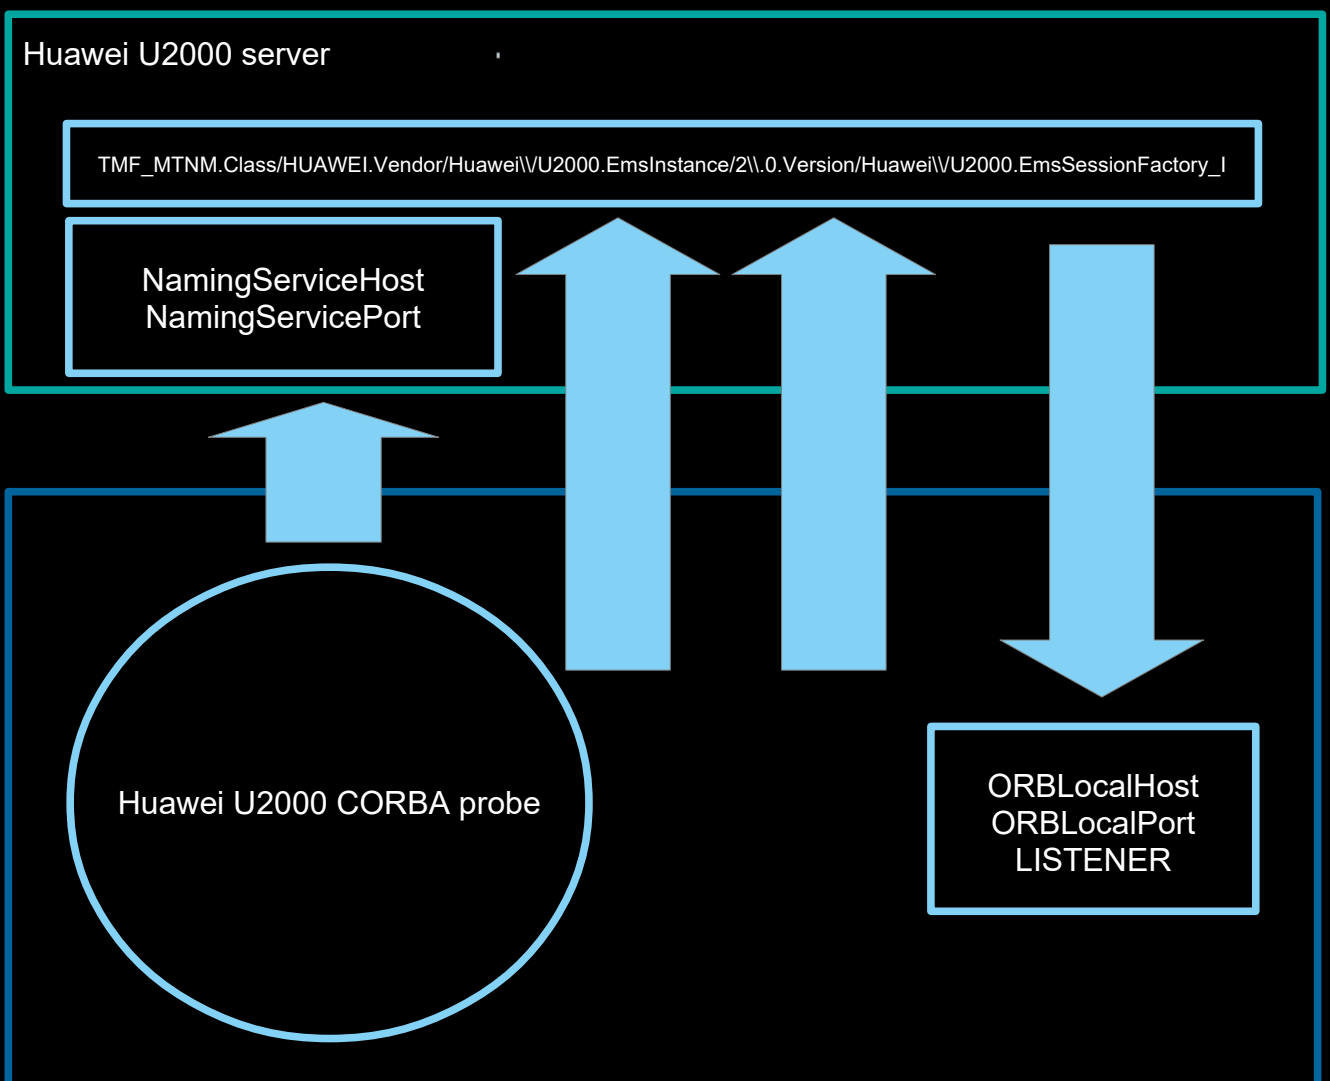 Huawei U2000 server
TMF_MTNM.Class/HUAWEI.Vendor/Huawei\\/U2000.EmsInstance/2\\.0.Version/Huawei\\/U2000.EmsSessionFactory_I
NamingServiceHost
NamingServicePort
Huawei U2000 CORBA probe
ORBLocalHost
ORBLocalPort
LISTENER